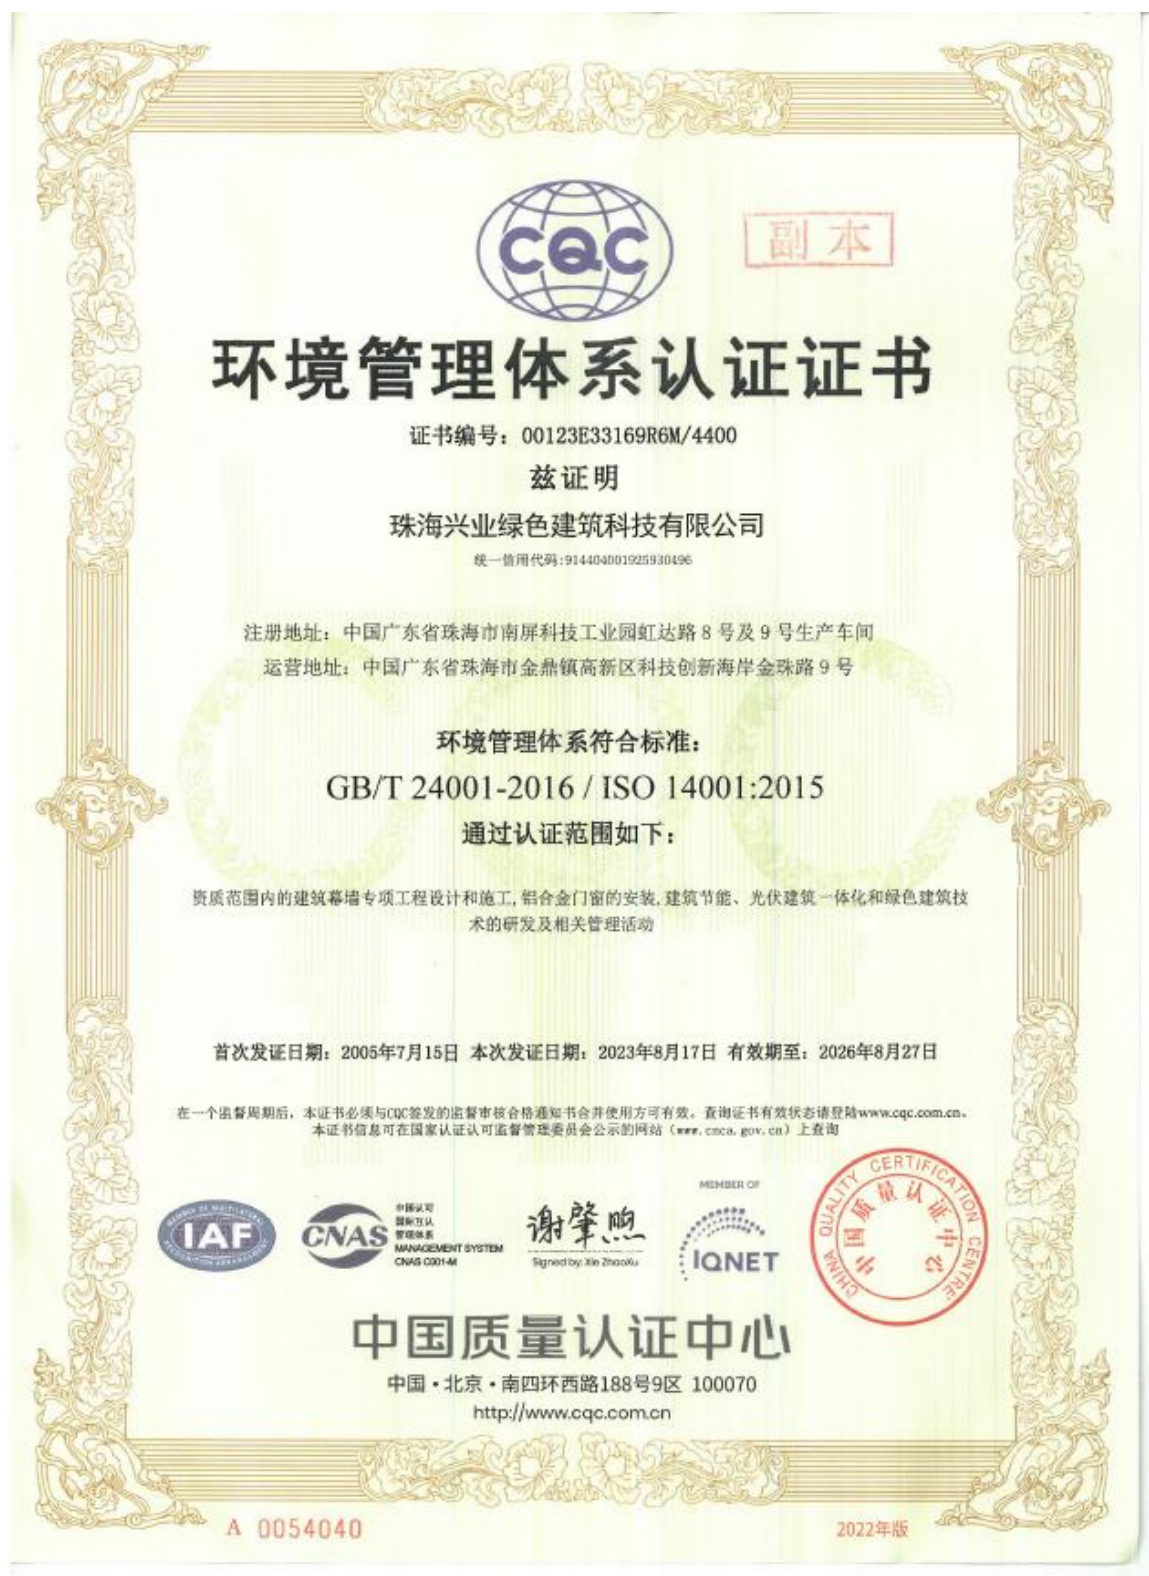 CQC
副本
环境管理体系认证证书
证书编号：00123E33169R6M/4400
兹证明
珠海兴业绿色建筑科技有限公司
统一信用代码:914404001925930496
注册地址：中国广东省珠海市南屏科技工业园虹达路 8 号及 9 号生产车间
运营地址：中国广东省珠海市金鼎镇高新区科技创新海岸金珠路 9 号
环境管理体系符合标准：
GB/T 24001-2016 / ISO 14001:2015
通过认证范围如下：
资质范围内的建筑幕墙专项工程设计和施工,铝合金门窗的安装,建筑节能、光伏建筑一体化和绿色建筑技
术的研发及相关管理活动
首次发证日期：2005年7月15日 本次发证日期：2023年8月17日 有效期至：2026年8月27日
在一个监督周期后，本证书必须与CQC签发的监督审核合格通知书合并使用方可有效。查询证书有效状态请登陆www.cqc.com.cn。
本证书信息可在国家认证认可监督管理委员会公示的网站（www.cnca.gov.cn）上查询
MEMBER OF MULTILATERAL
IAF
RECOGNITION ARRANGEMENT
CNAS
中国认可
国际互认
管理体系
MANAGEMENT SYSTEM
CNAS C001-M
谢肇煦
Signed by: Xie ZhaoXu
MEMBER OF
IQNET
CHINA QUALITY CERTIFICATION CENTRE
中国质量认证中心
中国质量认证中心
中国·北京·南四环西路188号9区 100070
http://www.cqc.com.cn
A 0054040
2022年版